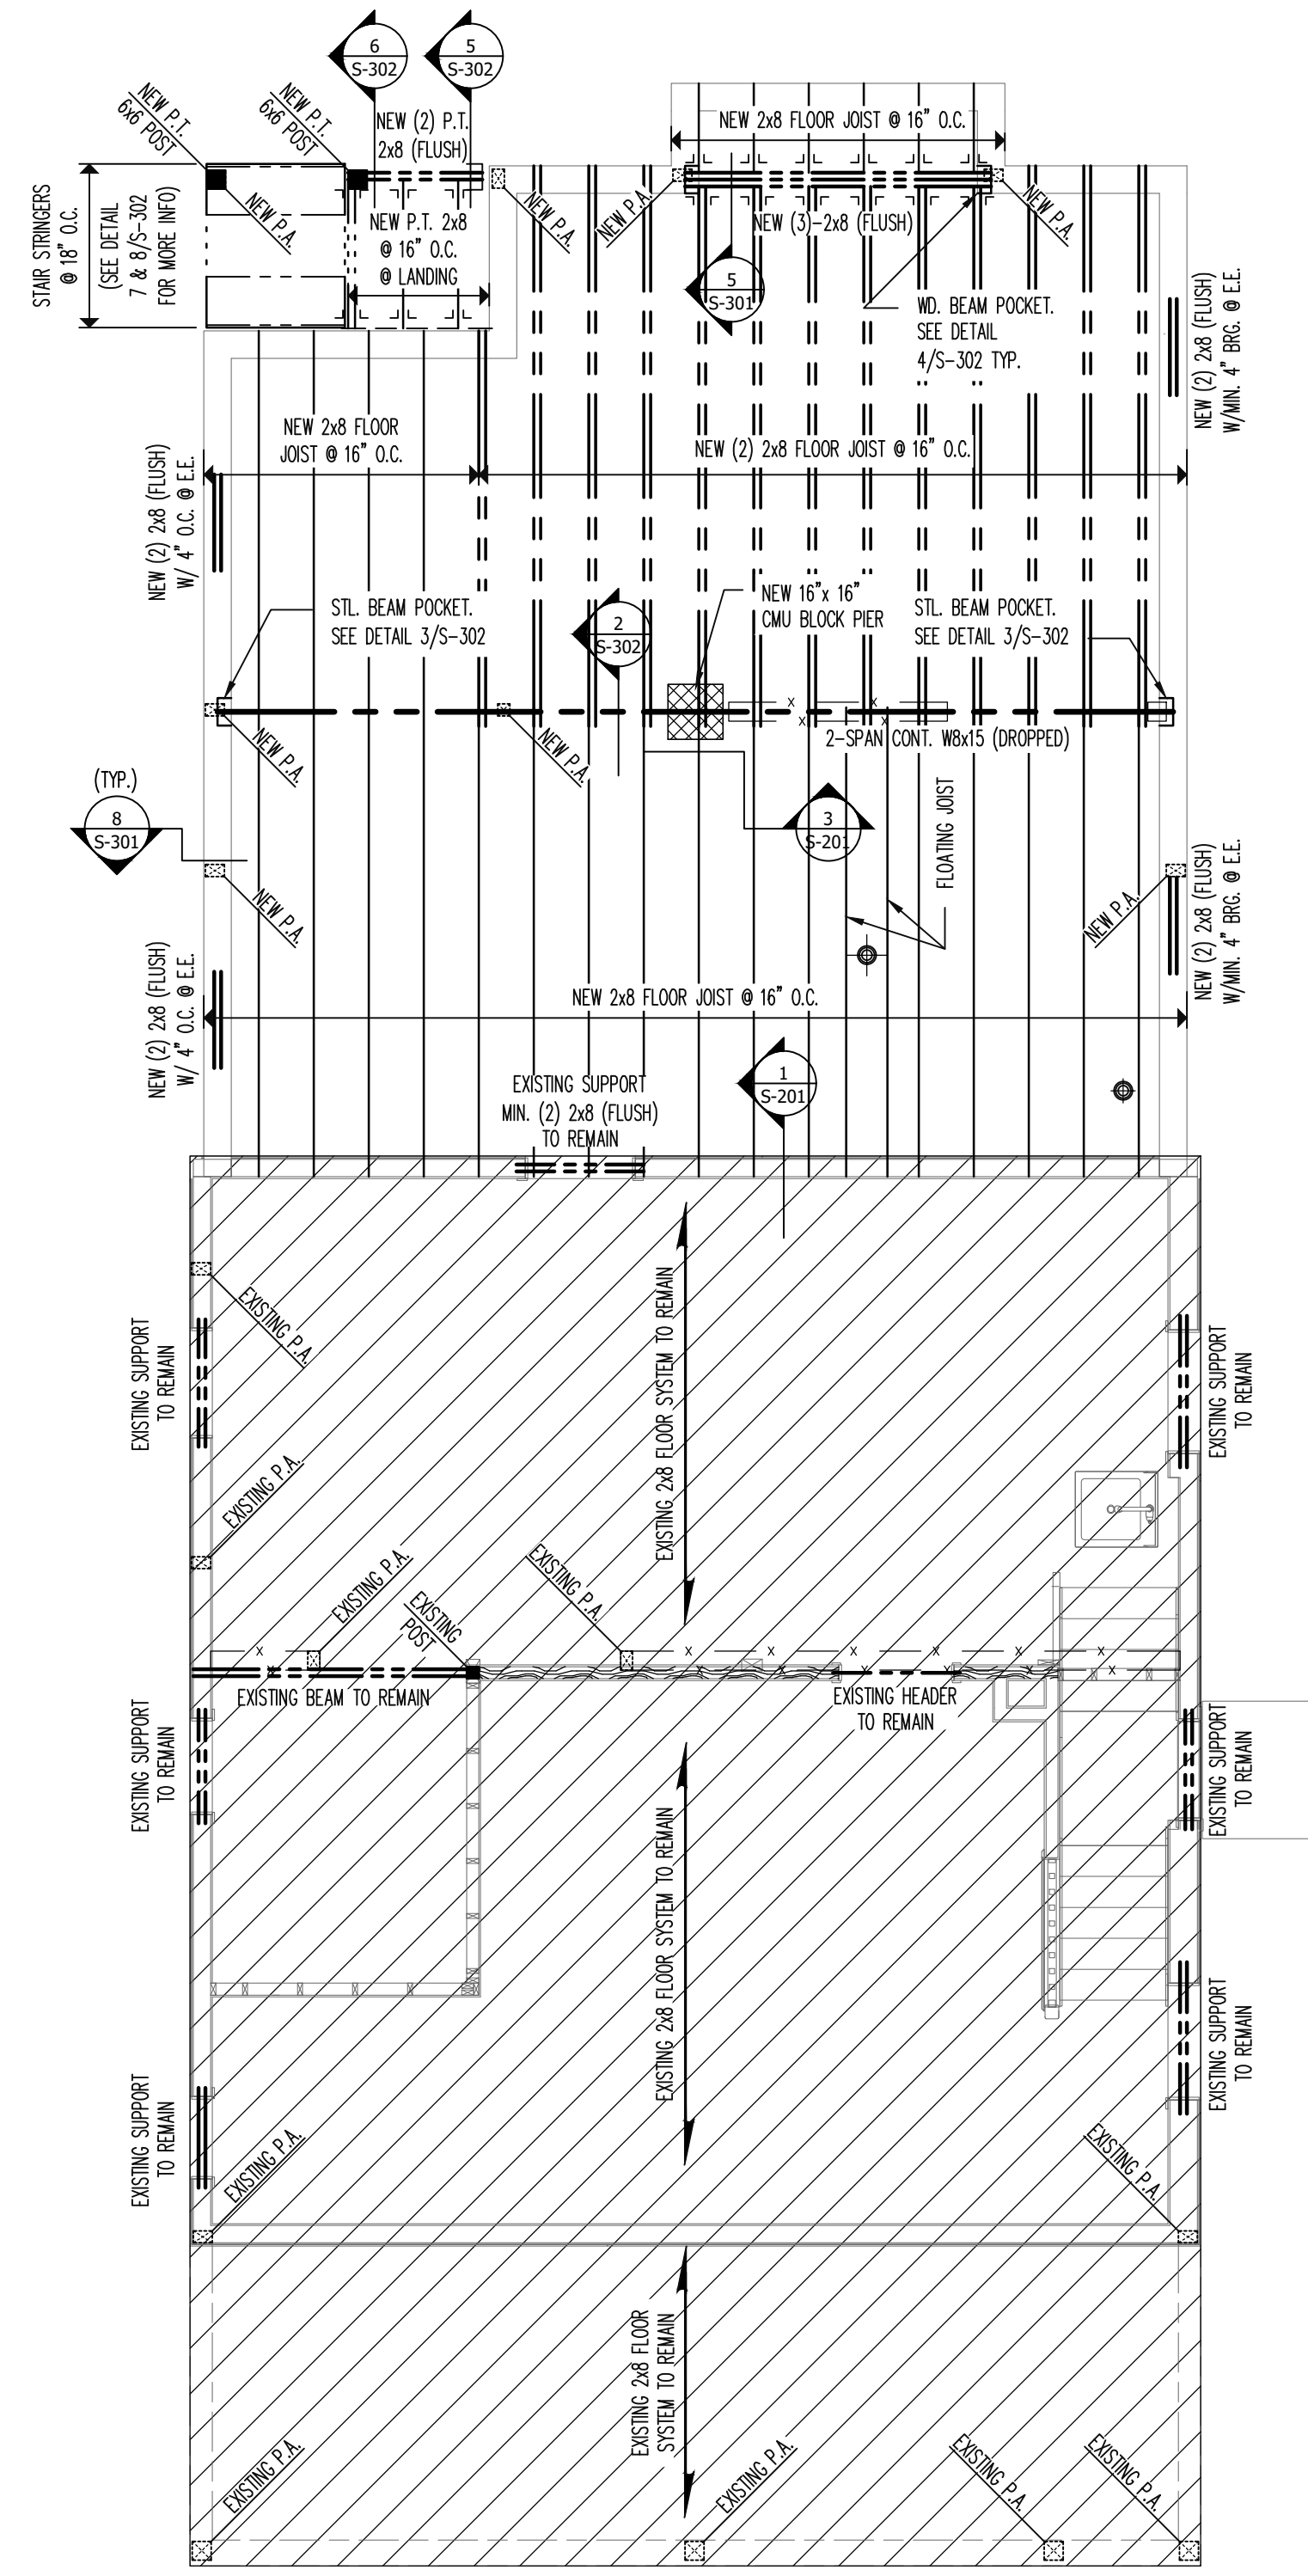 6
S-302
5
S-302
NEW P.T.
6x6 POST
NEW P.T.
6x6 POST
NEW (2) P.T.
2x8 (FLUSH)
NEW 2x8 FLOOR JOIST @ 16" O.C.
STAIR STRINGERS
@ 18" O.C.
(SEE DETAIL
7 & 8/S-302
FOR MORE INFO)
NEW P.A.
NEW P.T. 2x8
@ 16" O.C.
@ LANDING
NEW P.A.
NEW P.A.
NEW (3)-2x8 (FLUSH)
NEW P.A.
5
S-301
WD. BEAM POCKET.
SEE DETAIL
4/S-302 TYP.
NEW (2) 2x8 (FLUSH)
W/MIN. 4" BRG. @ E.E.
NEW 2x8 FLOOR
JOIST @ 16" O.C.
NEW (2) 2x8 FLOOR JOIST @ 16" O.C.
NEW (2) 2x8 (FLUSH)
W/ 4" O.C. @ E.E.
STL. BEAM POCKET.
SEE DETAIL 3/S-302
2
S-302
NEW 16"x 16"
CMU BLOCK PIER
STL. BEAM POCKET.
SEE DETAIL 3/S-302
X
X
X
X
NEW P.A.
NEW P.A.
2-SPAN CONT. W8x15 (DROPPED)
(TYP.)
8
S-301
3
S-201
FLOATING JOIST
NEW P.A.
NEW P.A.
NEW (2) 2x8 (FLUSH)
W/MIN. 4" BRG. @ E.E.
NEW (2) 2x8 (FLUSH)
W/ 4" O.C. @ E.E.
NEW 2x8 FLOOR JOIST @ 16" O.C.
1
S-201
EXISTING SUPPORT
MIN. (2) 2x8 (FLUSH)
TO REMAIN
EXISTING P.A.
EXISTING SUPPORT
TO REMAIN
EXISTING 2x8 FLOOR SYSTEM TO REMAIN
EXISTING SUPPORT
TO REMAIN
EXISTING P.A.
EXISTING P.A.
EXISTING
POST
EXISTING P.A.
X
X
X
X
X
X
X
X
X
X
X
X
X
EXISTING BEAM TO REMAIN
EXISTING HEADER
TO REMAIN
EXISTING SUPPORT
TO REMAIN
EXISTING SUPPORT
TO REMAIN
EXISTING 2x8 FLOOR SYSTEM TO REMAIN
EXISTING SUPPORT
TO REMAIN
EXISTING SUPPORT
TO REMAIN
EXISTING P.A.
EXISTING P.A.
EXISTING 2x8 FLOOR
SYSTEM TO REMAIN
EXISTING P.A.
EXISTING P.A.
EXISTING P.A.
EXISTING P.A.